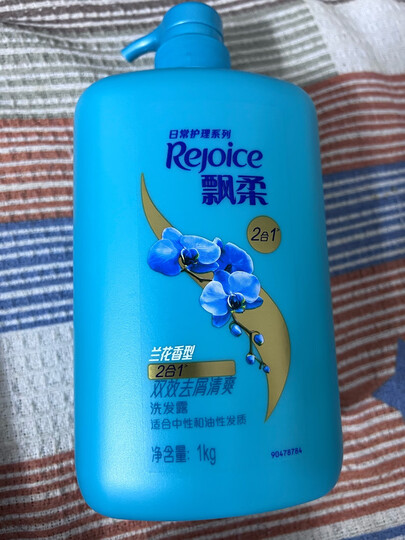 日常护理系列
Rejoice
飘柔
2合1*
兰花香型
2合1*
双效去屑清爽
洗发露
适合中性和油性发质
净含量: 1kg
90478784